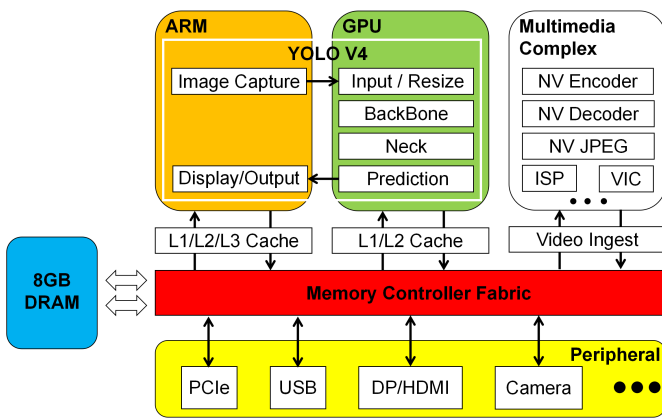 ARM
GPU
Multimedia
Complex
YOLO V4
Image Capture
Input / Resize
NV Encoder
BackBone
NV Decoder
Neck
NV JPEG
Display/Output
Prediction
ISP
VIC
L1/L2/L3 Cache
L1/L2 Cache
Video Ingest
8GB
DRAM
Memory Controller Fabric
Peripheral
PCIe
USB
DP/HDMI
Camera